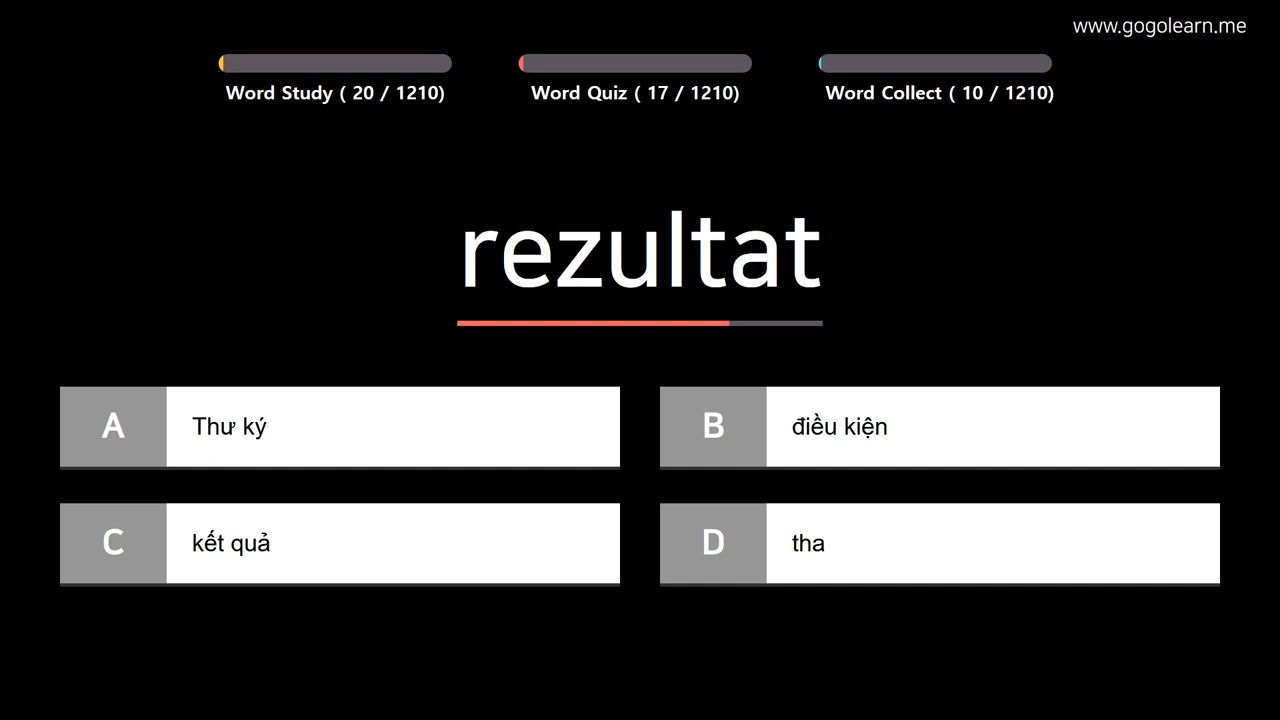 www.gogolearn.me
Word Study ( 20 / 1210)
Word Quiz ( 17 / 1210)
Word Collect ( 10 / 1210)
rezultat
A Thư ký
B điều kiện
C kết quả
D tha